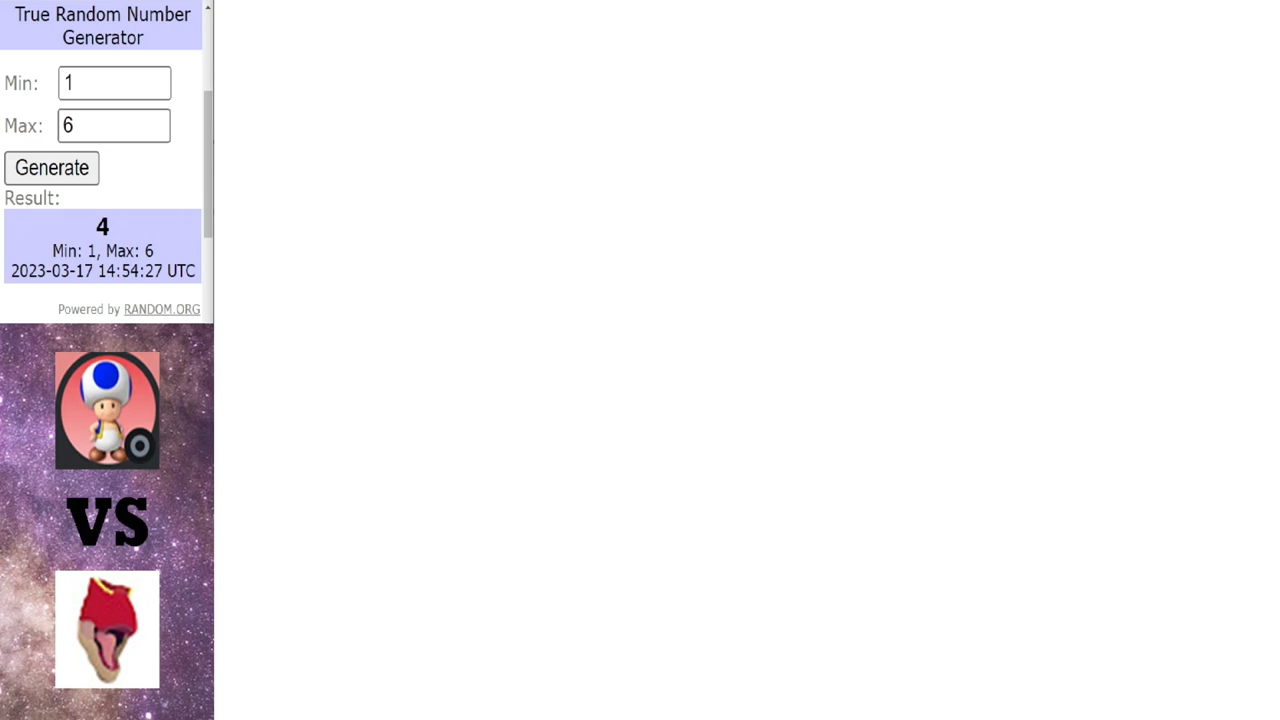 True Random Number
Generator
Min: 1
Max: 6
Generate
Result:
4
Min: 1, Max: 6
2023-03-17 14:54:27 UTC
Powered by RANDOM.ORG
VS